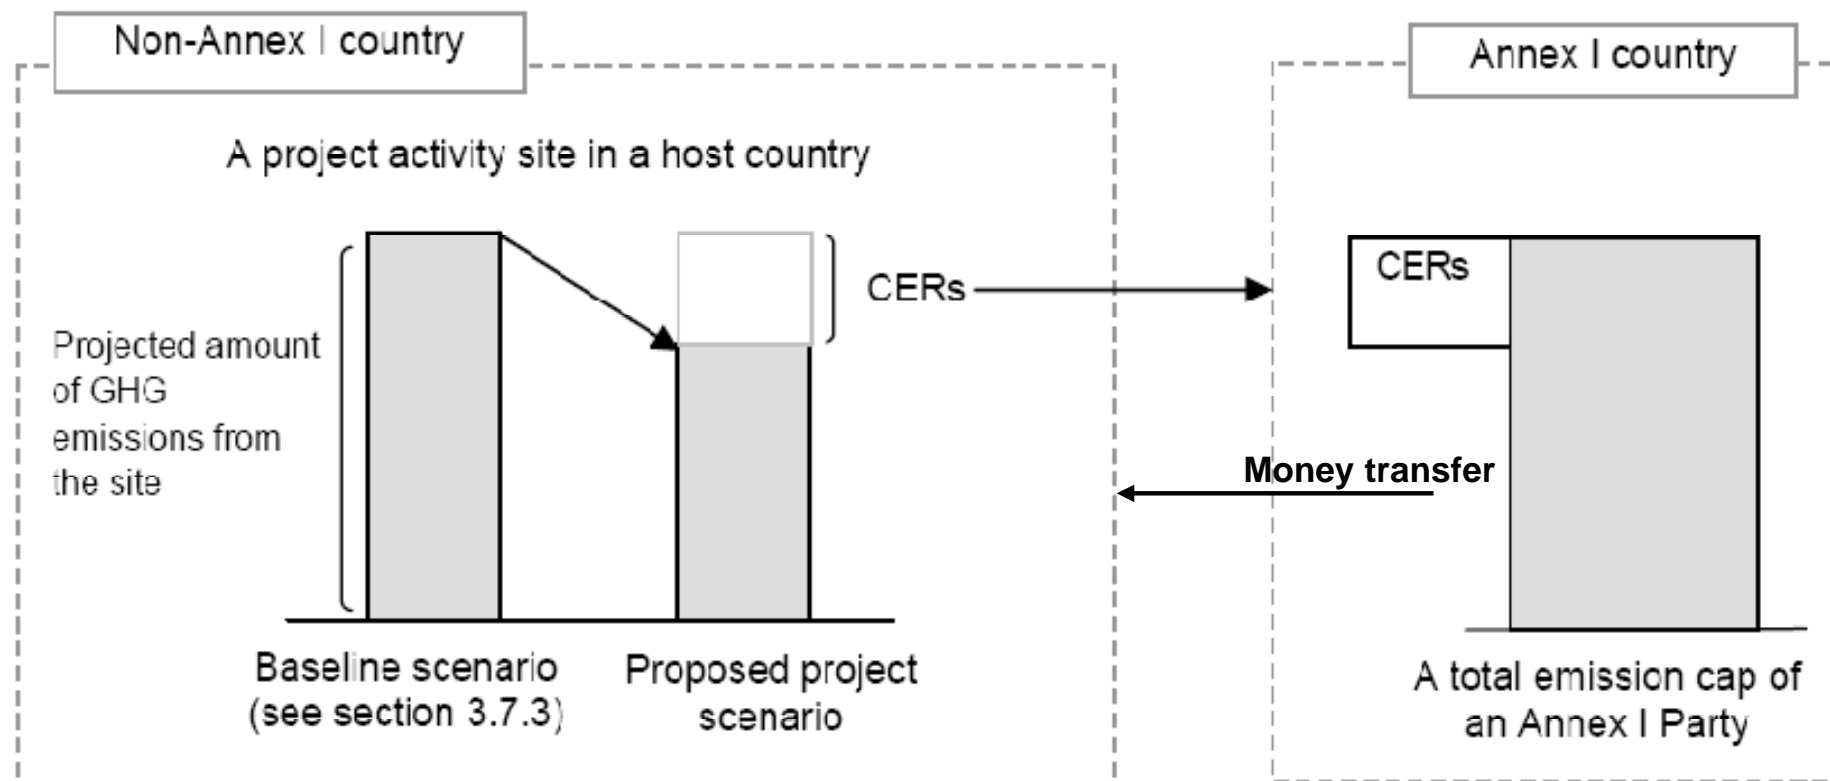 Non-Annex I country
Annex I country
A project activity site in a host country
CERs
CERs
Projected amount
of GHG
emissions from
the site
Money transfer
Baseline scenario
(see section 3.7.3)
Proposed project
scenario
A total emission cap of
an Annex I Party